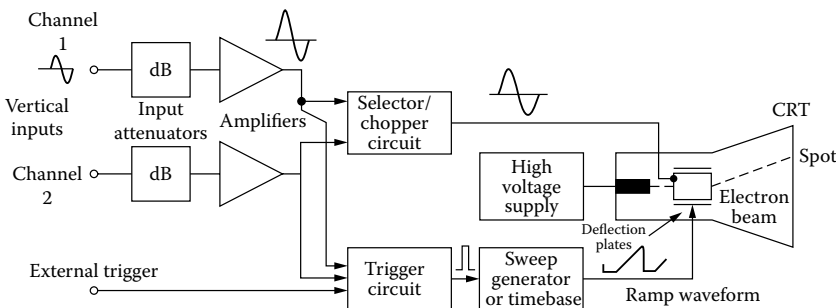 Channel
1
Vertical
inputs
dB
Input
attenuators
Amplifiers
Selector/
chopper
circuit
CRT
Spot
Channel
2
dB
High
voltage
supply
Electron
beam
Deflection
plates
External trigger
Trigger
circuit
Sweep
generator
or timebase
Ramp waveform